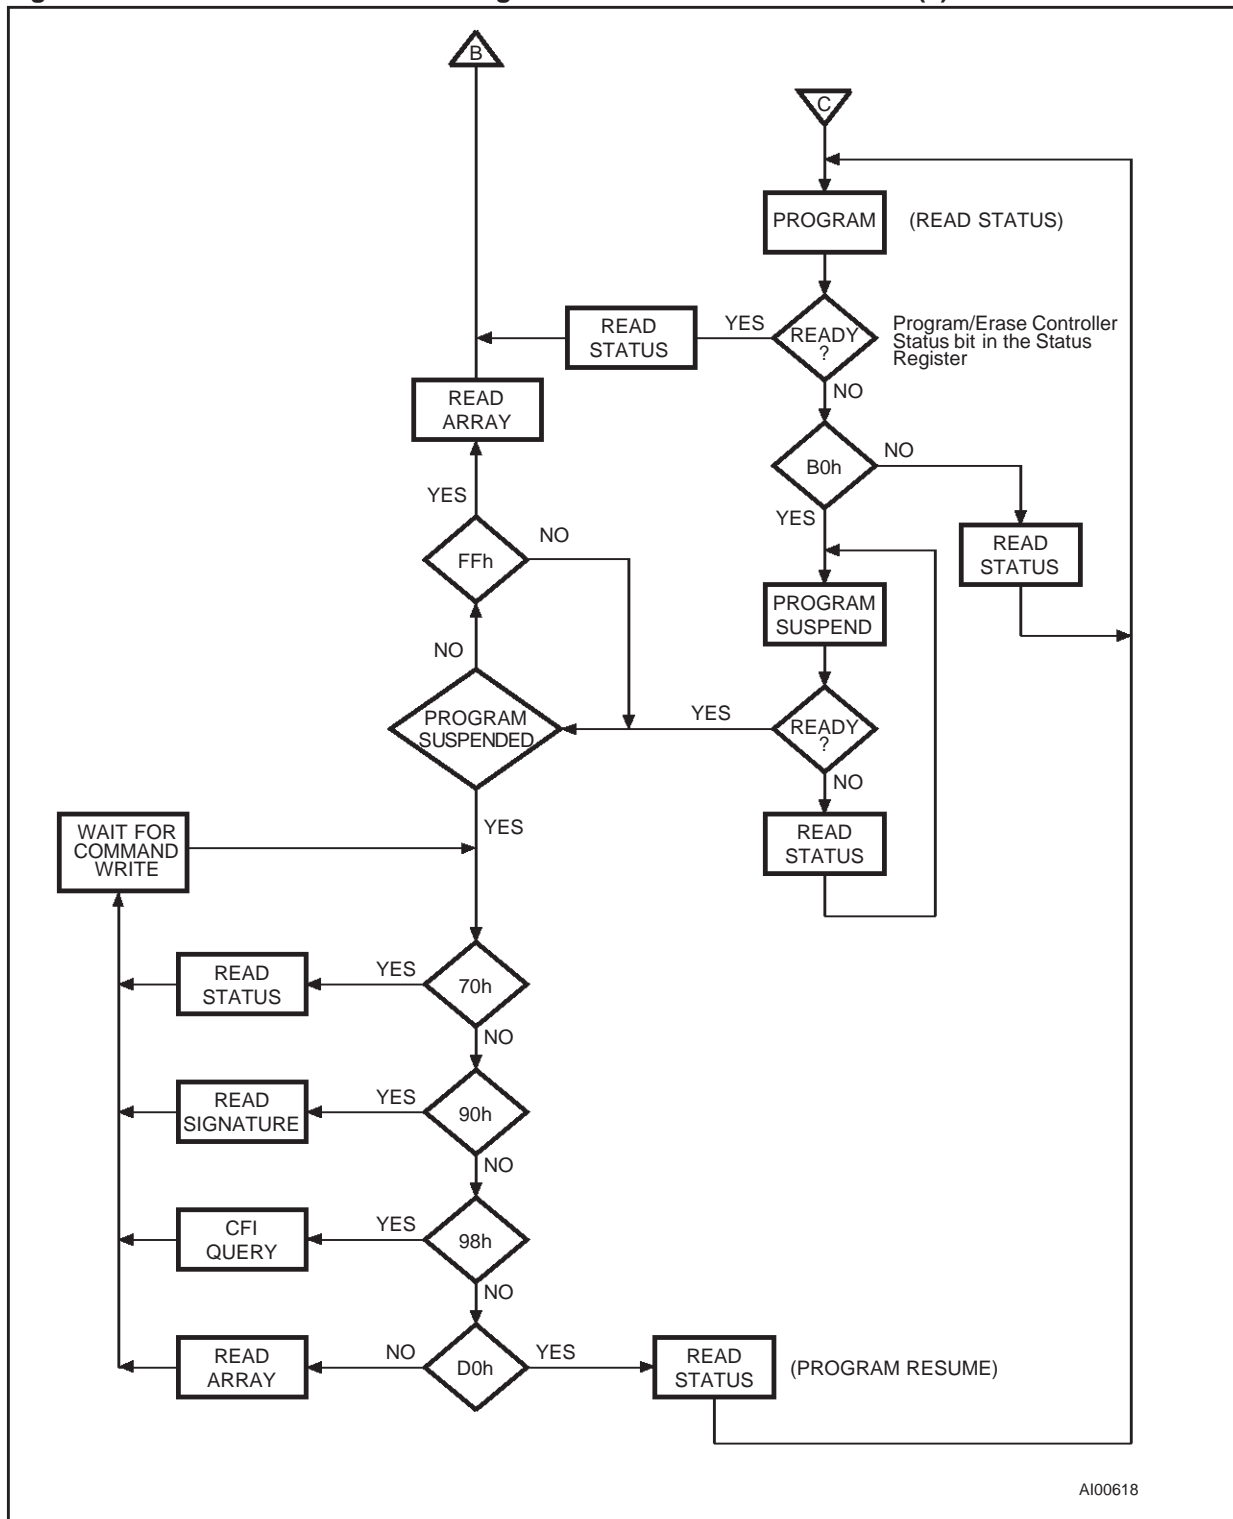 B
C
PROGRAM
(READ STATUS)
READ
STATUS
YES
READY
?
Program/Erase Controller
Status bit in the Status
Register
NO
READ
ARRAY
B0h
NO
YES
YES
FFh
NO
READ
STATUS
PROGRAM
SUSPEND
NO
PROGRAM
SUSPENDED
YES
READY
?
NO
YES
WAIT FOR
COMMAND
WRITE
READ
STATUS
READ
STATUS
YES
70h
NO
READ
SIGNATURE
YES
90h
NO
CFI
QUERY
YES
98h
NO
READ
ARRAY
NO
D0h
YES
READ
STATUS
(PROGRAM RESUME)
AI00618